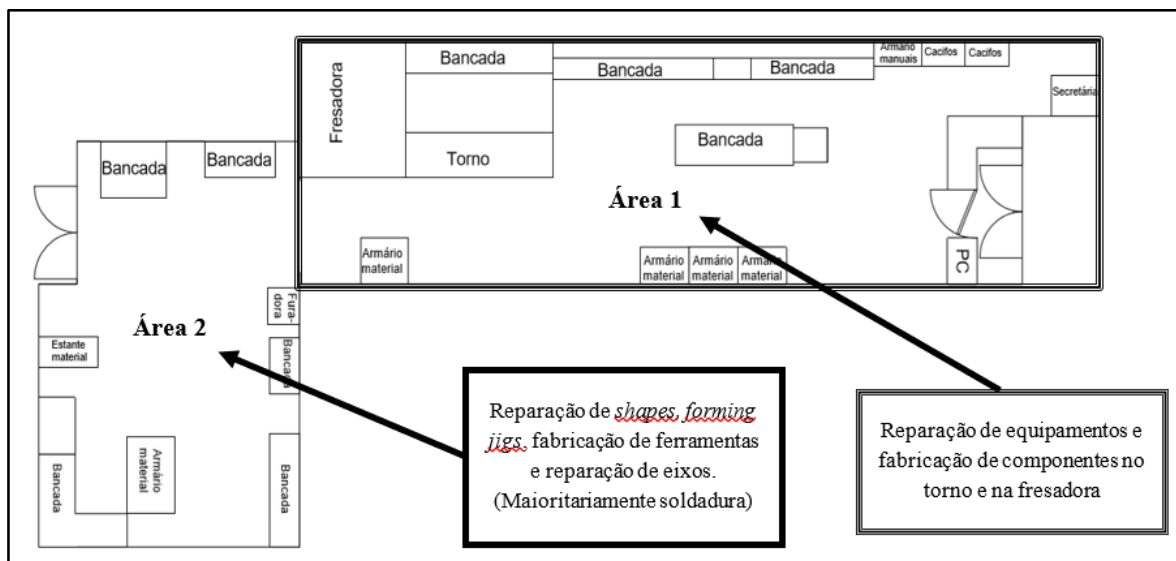 Fresadora
Bancada
Torno
Bancada
Bancada
Armário
manuais
Cacifos
Cacifos
Secretária
Bancada
Área 1
Armário
material
Armário
material
Armário
material
Armário
material
PC
Bancada
Bancada
Área 2
Fura-
dora
Bancada
Estante
material
Bancada
Armário
material
Bancada
Reparação de shapes, forming
jigs, fabricação de ferramentas
e reparação de eixos.
(Maioritariamente soldadura)
Reparação de equipamentos e
fabricação de componentes no
torno e na fresadora